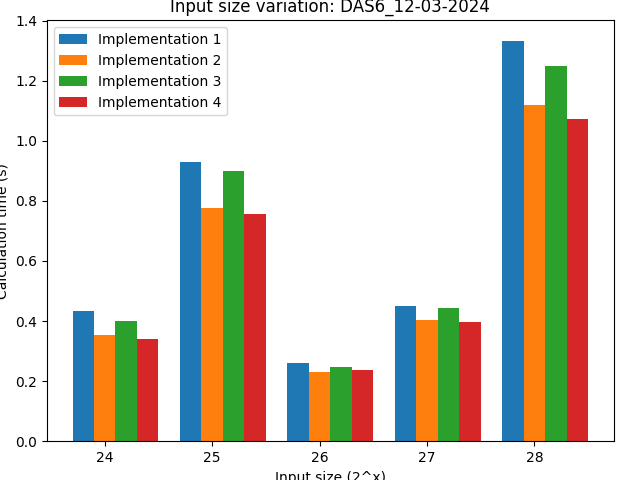 Input size variation: DAS6_12-03-2024
Implementation 1
Implementation 2
Implementation 3
Implementation 4
1.4
1.2
1.0
0.8
0.6
0.4
0.2
0.0
Calculation time (s)
24 25 26 27 28
Input size (2^x)